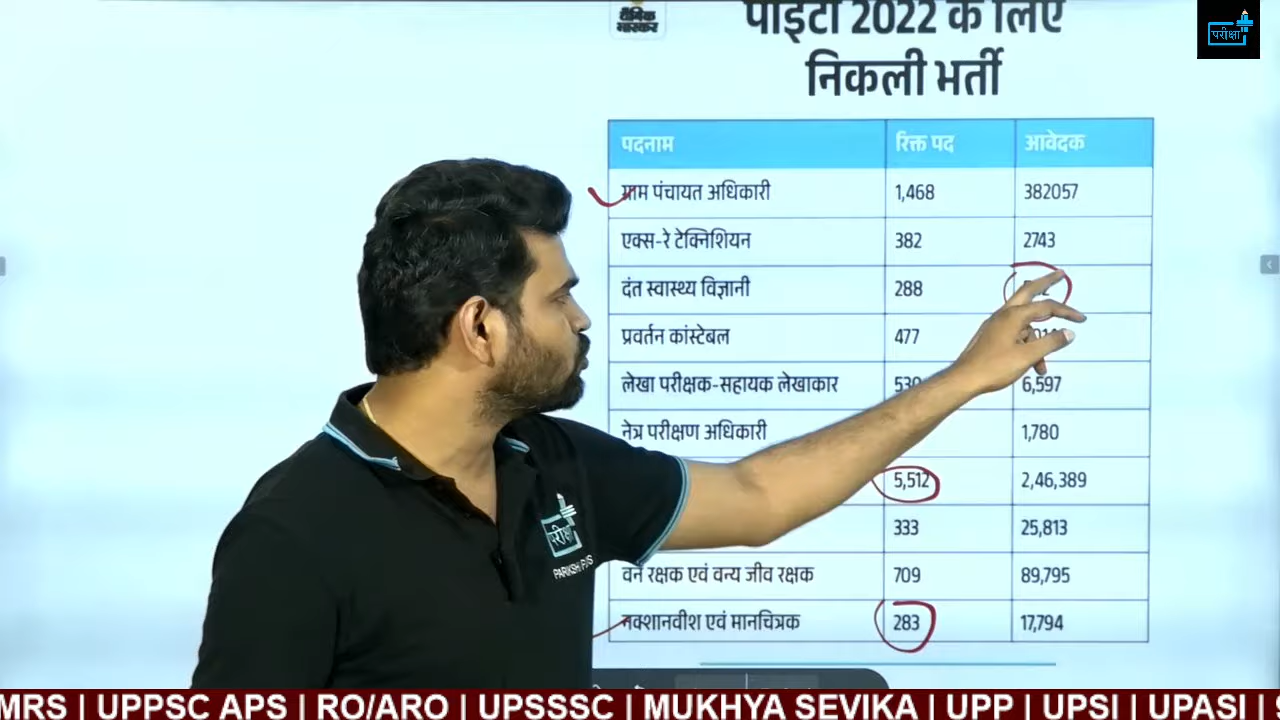 दैनिक भास्कर
पीईटी 2022 के लिए
निकली भर्ती
परीक्षा
पदनाम रिक्त पद आवेदक
ग्राम पंचायत अधिकारी 1,468 382057
एक्स-रे टेक्निशियन 382 2743
दंत स्वास्थ्य विज्ञानी 288
प्रवर्तन कांस्टेबल 477
लेखा परीक्षक-सहायक लेखाकार 530 6,597
नेत्र परीक्षण अधिकारी 1,780
5,512 2,46,389
333 25,813
वन रक्षक एवं वन्य जीव रक्षक 709 89,795
नक्शानवीश एवं मानचित्रक 283 17,794
परीक्षा
MRS | UPPSC APS | RO/ARO | UPSSSC | MUKHYA SEVIKA | UPP | UPSI | UPASI |